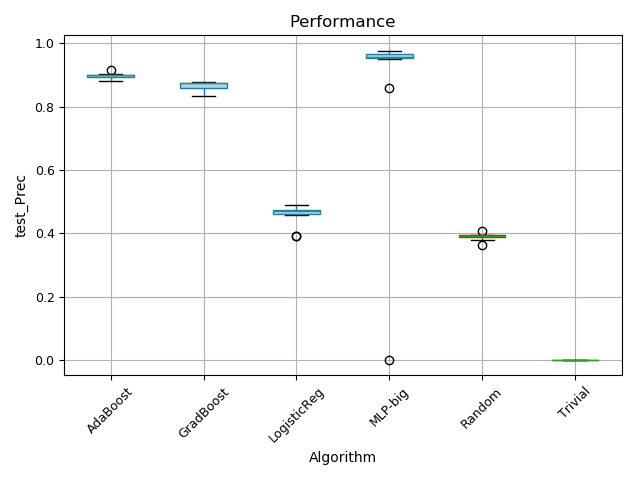 Performance
1.0
0.8
0.6
0.4
0.2
0.0
test_Prec
AdaBoost
GradBoost
LogisticReg
MLP-big
Random
Trivial
Algorithm